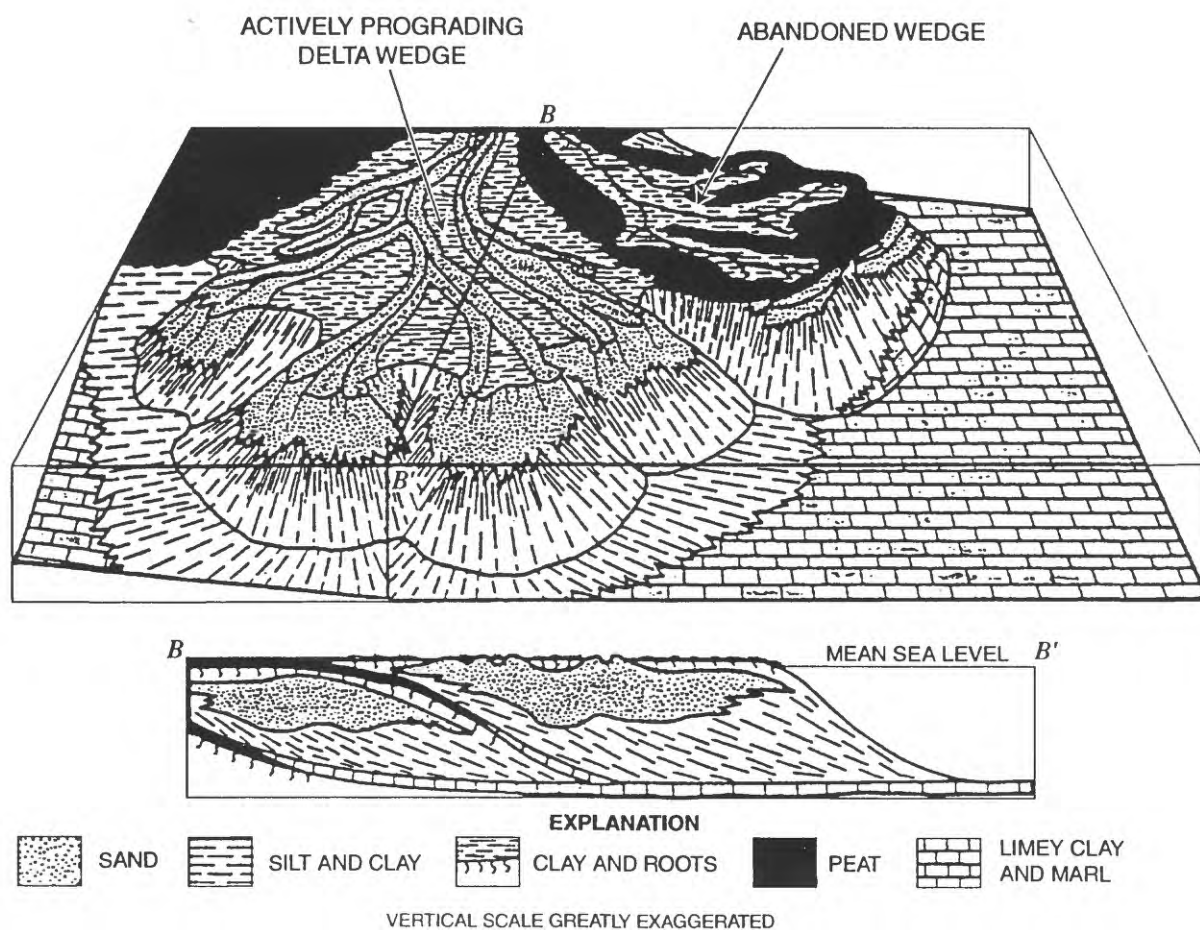 ACTIVELY PROGRADING
DELTA WEDGE
ABANDONED WEDGE
B
B'
B
MEAN SEA LEVEL
B'
EXPLANATION
SAND
SILT AND CLAY
CLAY AND ROOTS
PEAT
LIMEY CLAY
AND MARL
VERTICAL SCALE GREATLY EXAGGERATED